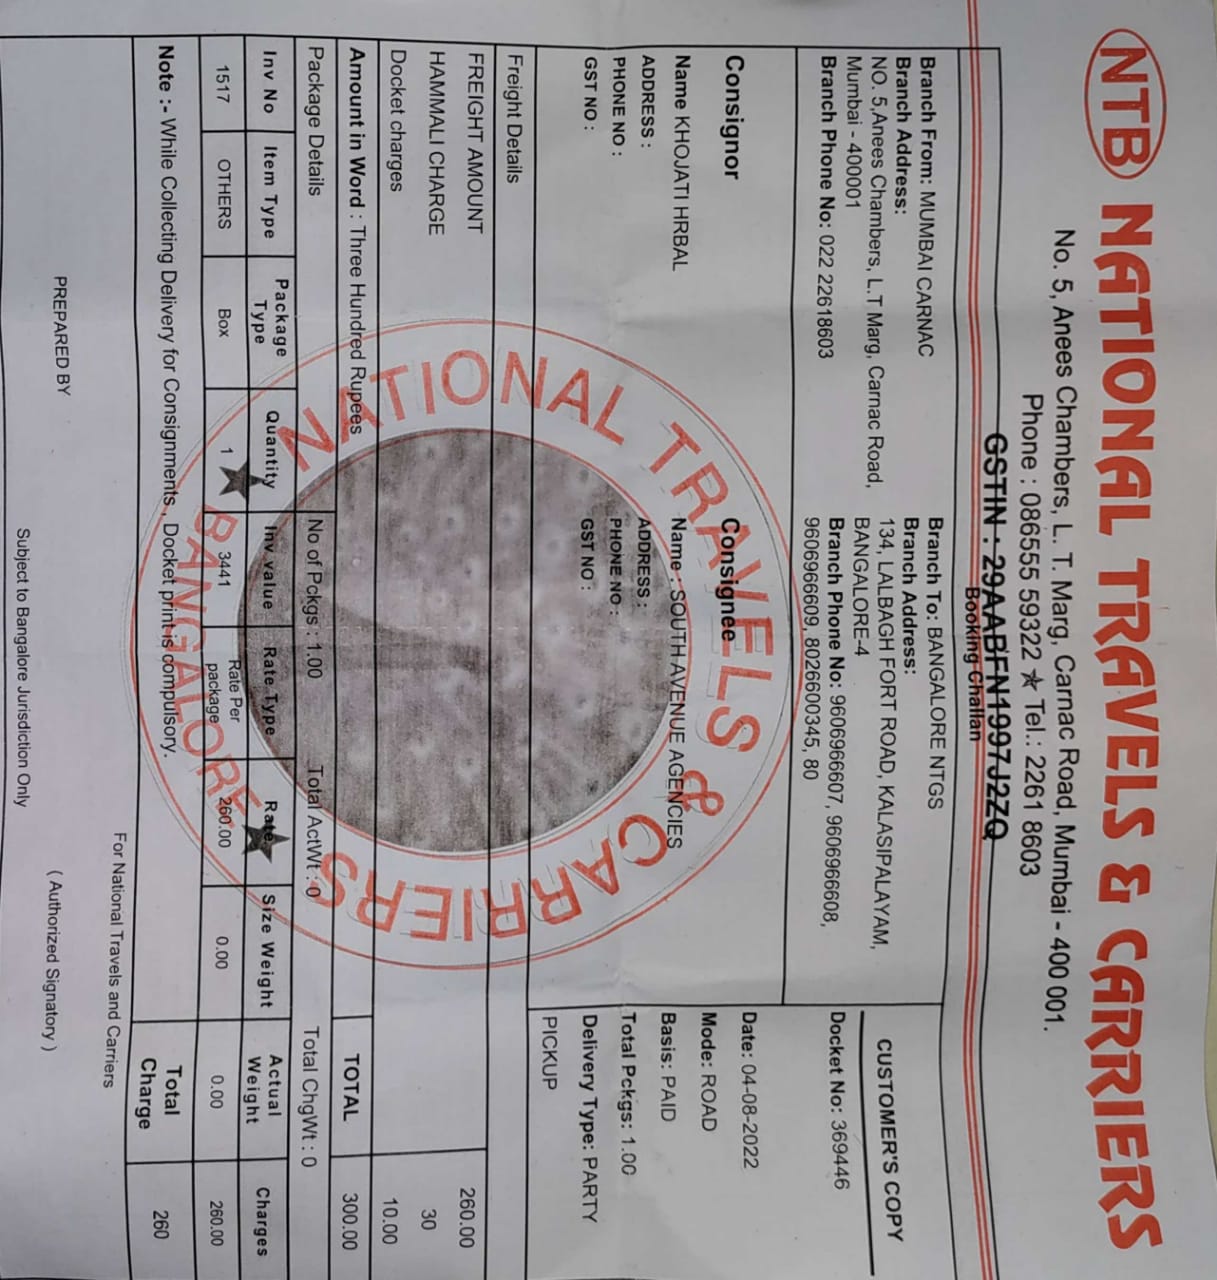 NTB NATIONAL TRAVELS & CARRIERS
No. 5, Anees Chambers, L. T. Marg, Carnac Road, Mumbai - 400 001.
Phone : 086555 59322 ★ Tel.: 2261 8603
GSTIN : 29AABFN1997J2ZQ
Booking Challan
Branch From: MUMBAI CARNAC
Branch Address:
NO. 5,Anees Chambers, L.T Marg, Carnac Road,
Mumbai - 400001
Branch Phone No: 022 22618603
Branch To: BANGALORE NTGS
Branch Address:
134, LALBAGH FORT ROAD, KALASIPALAYAM,
BANGALORE-4
Branch Phone No: 9606966607, 9606966608,
9606966609, 8026600345, 80
CUSTOMER'S COPY
Docket No: 369446
Date: 04-08-2022
Mode: ROAD
Basis: PAID
Total Pckgs: 1.00
Delivery Type: PARTY
PICKUP
Consignor
Name KHOJATI HRBAL
ADDRESS :
PHONE NO :
GST NO :
Consignee
Name : SOUTH AVENUE AGENCIES
ADDRESS :
PHONE NO :
GST NO :
Freight Details
FREIGHT AMOUNT 260.00
HAMMALI CHARGE 30
Docket charges 10.00
Amount in Word : Three Hundred Rupees TOTAL 300.00
Package Details No of Pckgs : 1.00 Total ActWt : 0 Total ChgWt : 0
Inv No Item Type Package Type Quantity Inv value Rate Type Rate Size Weight Actual Weight Charges
1517 OTHERS Box 1 3441 Rate Per package 260.00 0.00 0.00 260.00
Note :- While Collecting Delivery for Consignments , Docket print is compulsory. Total Charge 260
For National Travels and Carriers
PREPARED BY
( Authorized Signatory )
Subject to Bangalore Jurisdiction Only
NATIONAL TRAVELS & CARRIERS
BANGALORE